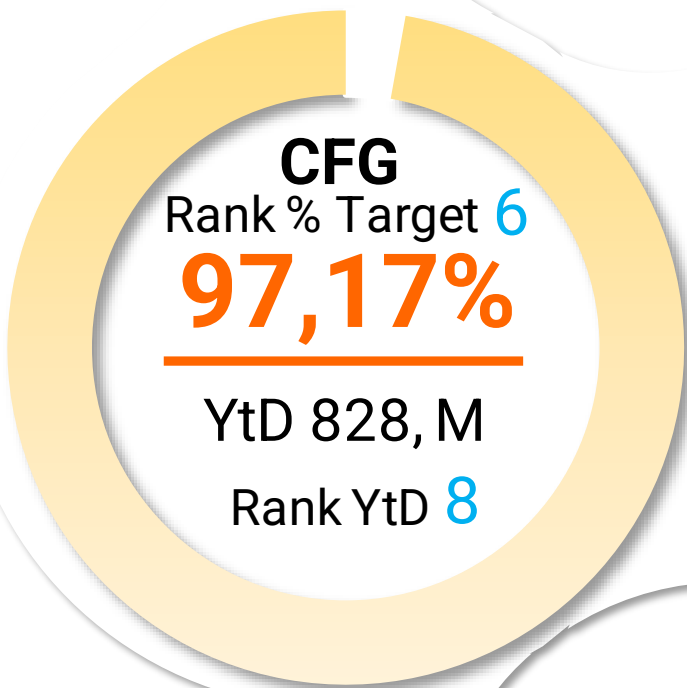 CFG
Rank % Target 6
97,17%
YtD 828, M
Rank YtD 8